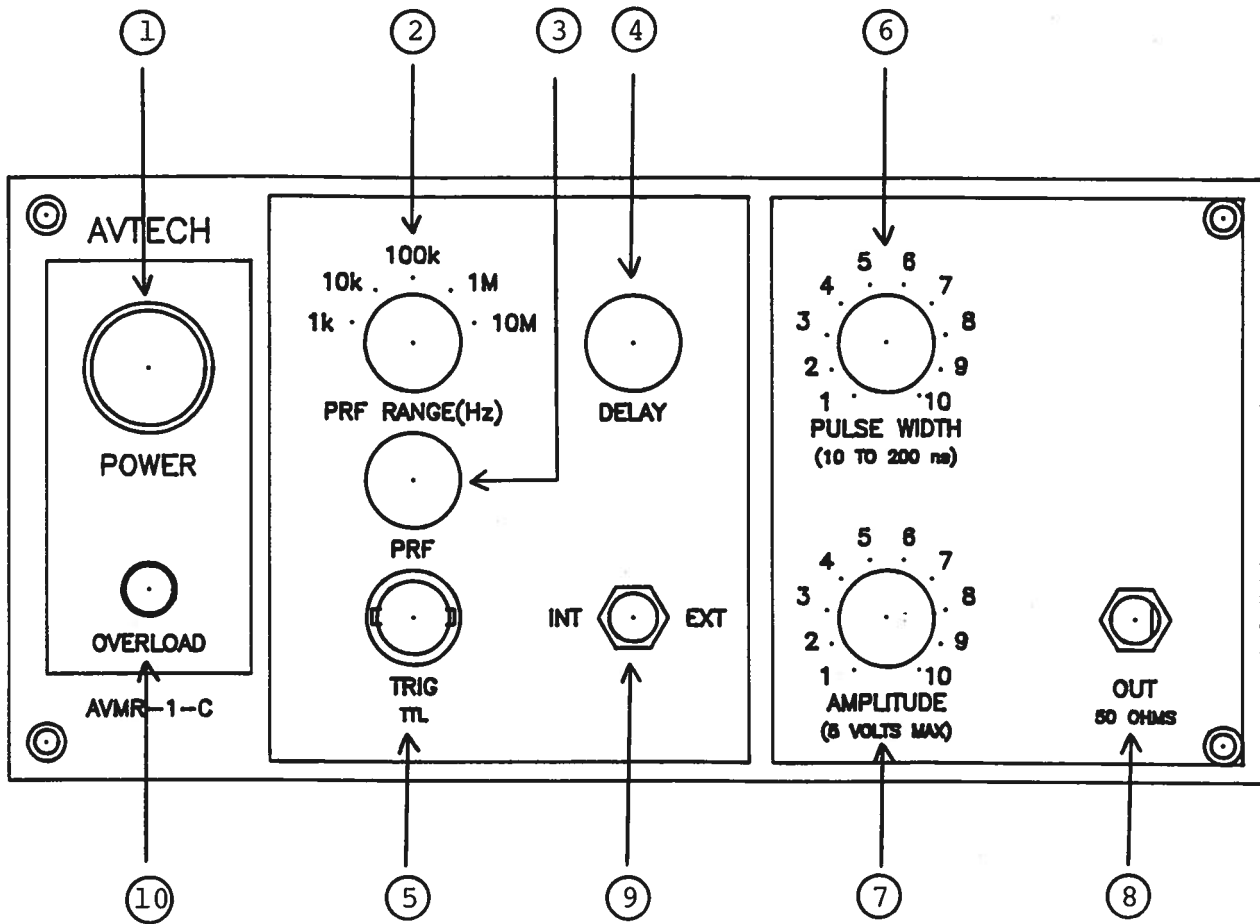 1 2 3 4 6
AVTECH
POWER
OVERLOAD
AVMR-1-C
1k 10k 100k 1M 10M
PRF RANGE(Hz)
PRF
TRIG
TTL
DELAY
INT EXT
1 2 3 4 5 6 7 8 9 10
PULSE WIDTH
(10 TO 200 ns)
1 2 3 4 5 6 7 8 9 10
AMPLITUDE
(5 VOLTS MAX)
OUT
50 OHMS
10 5 9 7 8